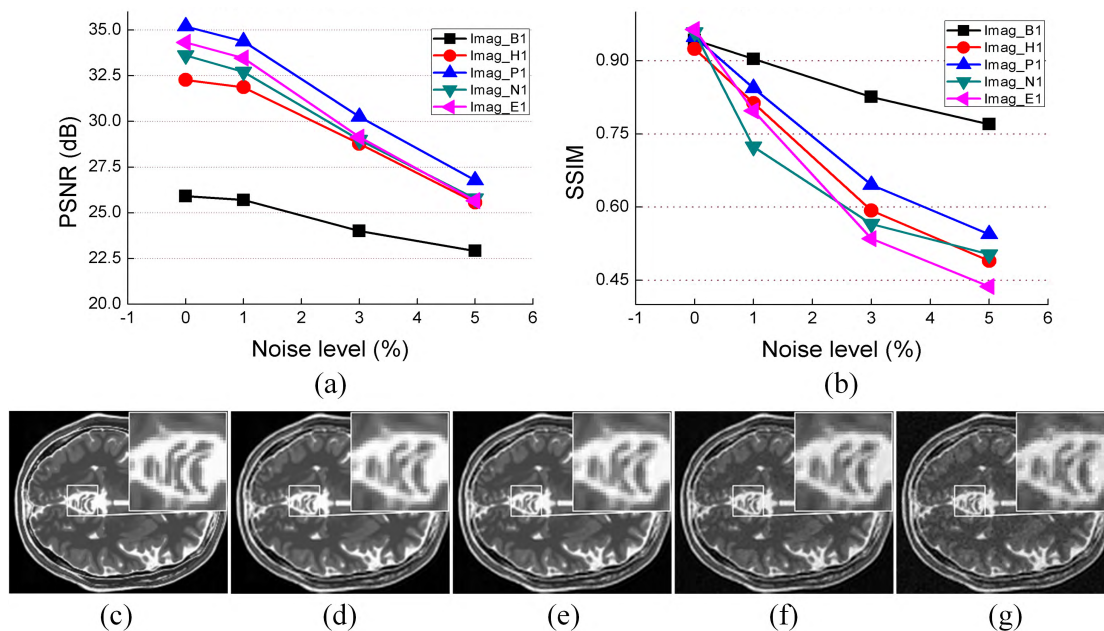 35.0
32.5
30.0
27.5
25.0
22.5
20.0
PSNR (dB)
-1 0 1 2 3 4 5 6
Noise level (%)
Imag_B1
Imag_H1
Imag_P1
Imag_N1
Imag_E1
(a)
0.90
0.75
0.60
0.45
SSIM
-1 0 1 2 3 4 5 6
Noise level (%)
Imag_B1
Imag_H1
Imag_P1
Imag_N1
Imag_E1
(b)
(c) (d) (e) (f) (g)